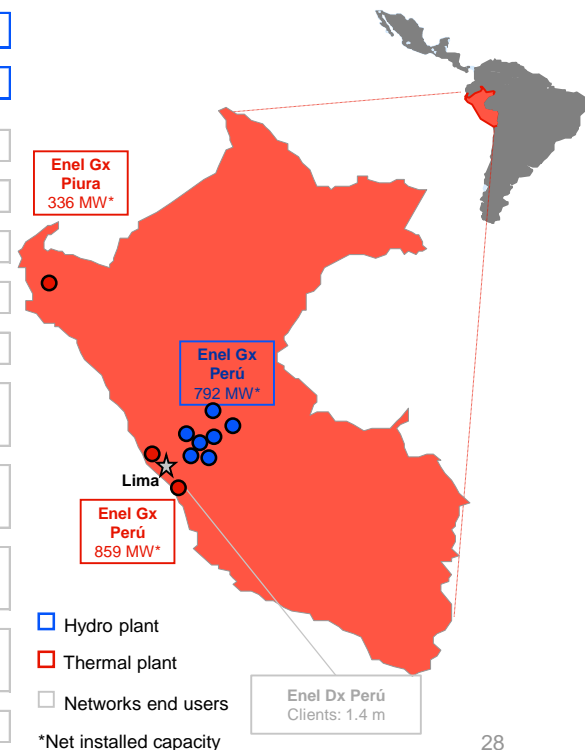 Enel Gx
Piura
336 MW*
Enel Gx
Perú
792 MW*
Lima
Enel Gx
Perú
859 MW*
Hydro plant
Thermal plant
Networks end users
Enel Dx Perú
Clients: 1.4 m
*Net installed capacity
28